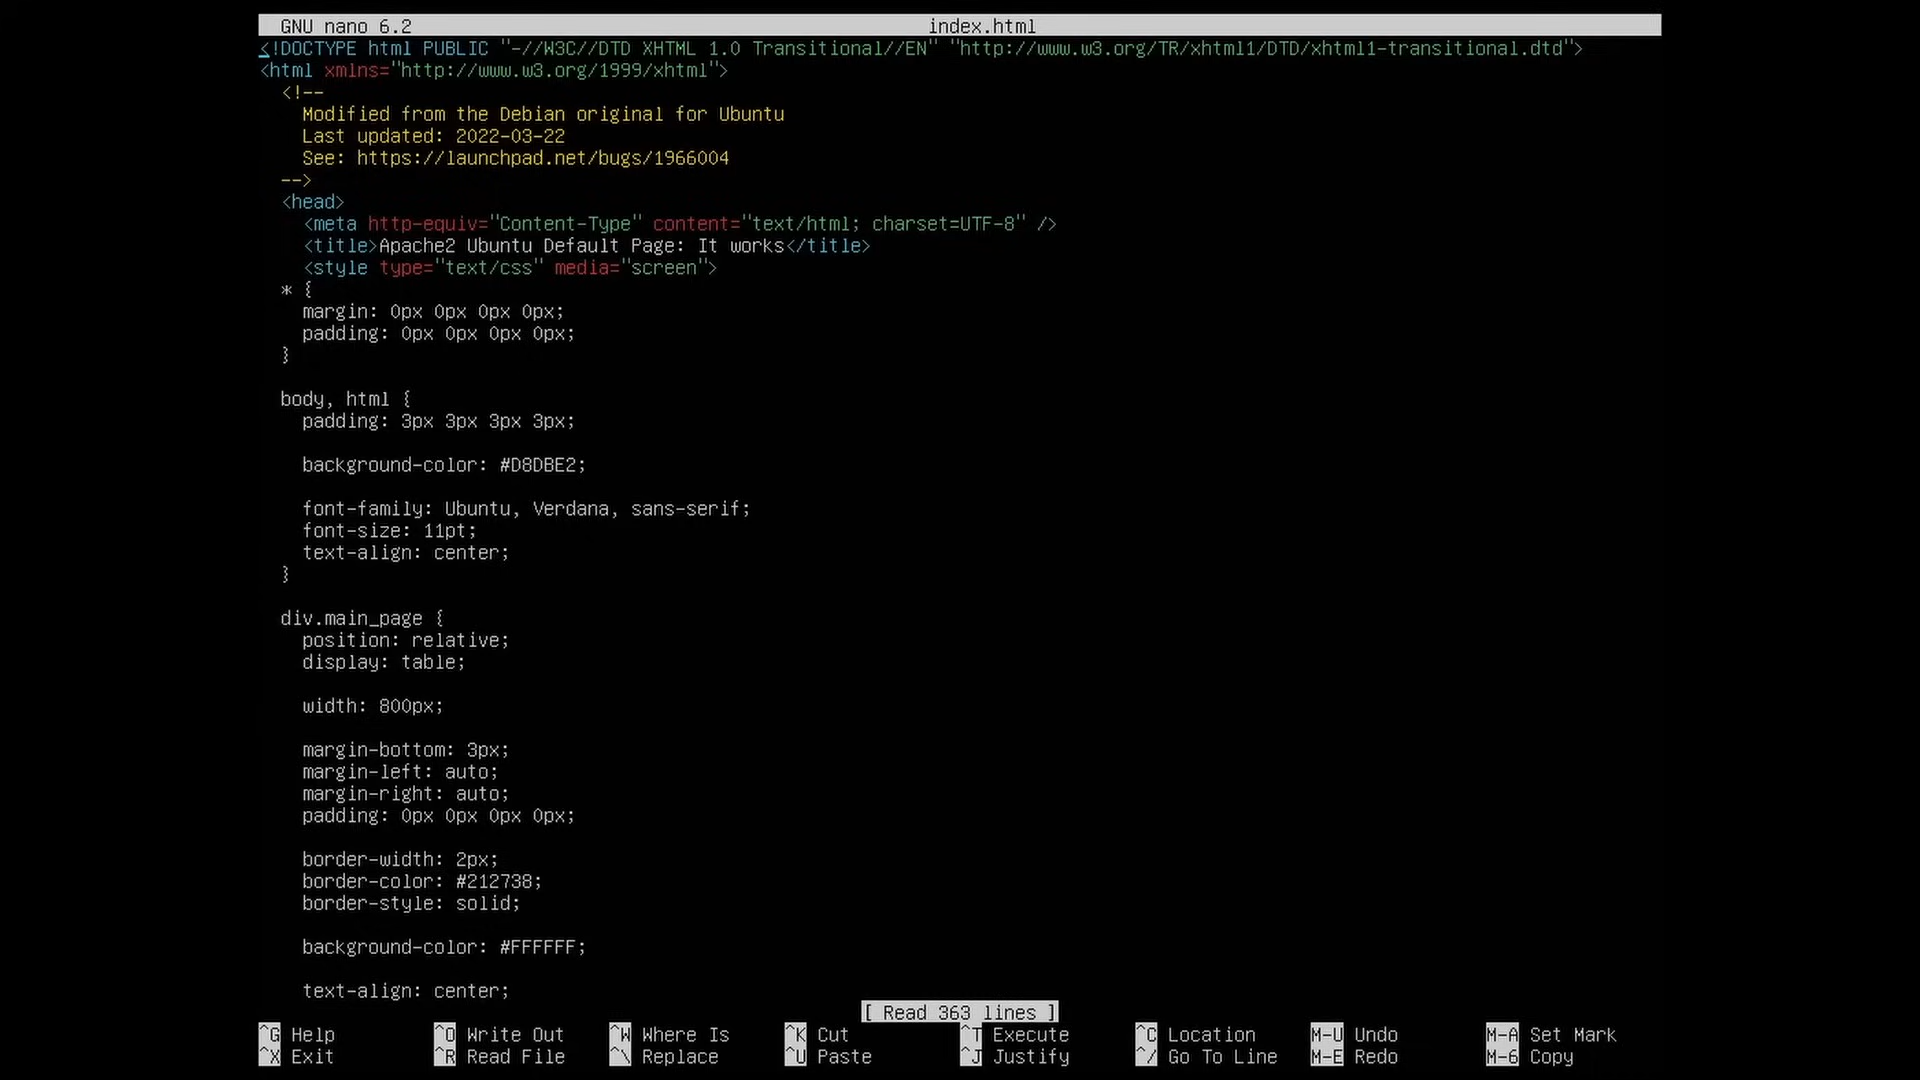 GNU nano 6.2 index.html
<!DOCTYPE html PUBLIC "-//W3C//DTD XHTML 1.0 Transitional//EN" "http://www.w3.org/TR/xhtml1/DTD/xhtml1-transitional.dtd">
<html xmlns="http://www.w3.org/1999/xhtml">
  <!--
    Modified from the Debian original for Ubuntu
    Last updated: 2022-03-22
    See: https://launchpad.net/bugs/1966004
  -->
  <head>
    <meta http-equiv="Content-Type" content="text/html; charset=UTF-8" />
    <title>Apache2 Ubuntu Default Page: It works</title>
    <style type="text/css" media="screen">
  * {
    margin: 0px 0px 0px 0px;
    padding: 0px 0px 0px 0px;
  }

  body, html {
    padding: 3px 3px 3px 3px;

    background-color: #D8DBE2;

    font-family: Ubuntu, Verdana, sans-serif;
    font-size: 11pt;
    text-align: center;
  }

  div.main_page {
    position: relative;
    display: table;

    width: 800px;

    margin-bottom: 3px;
    margin-left: auto;
    margin-right: auto;
    padding: 0px 0px 0px 0px;

    border-width: 2px;
    border-color: #212738;
    border-style: solid;

    background-color: #FFFFFF;

    text-align: center;
[ Read 363 lines ]
^G Help ^O Write Out ^W Where Is ^K Cut ^T Execute ^C Location M-U Undo M-A Set Mark
^X Exit ^R Read File ^\ Replace ^U Paste ^J Justify ^/ Go To Line M-E Redo M-6 Copy